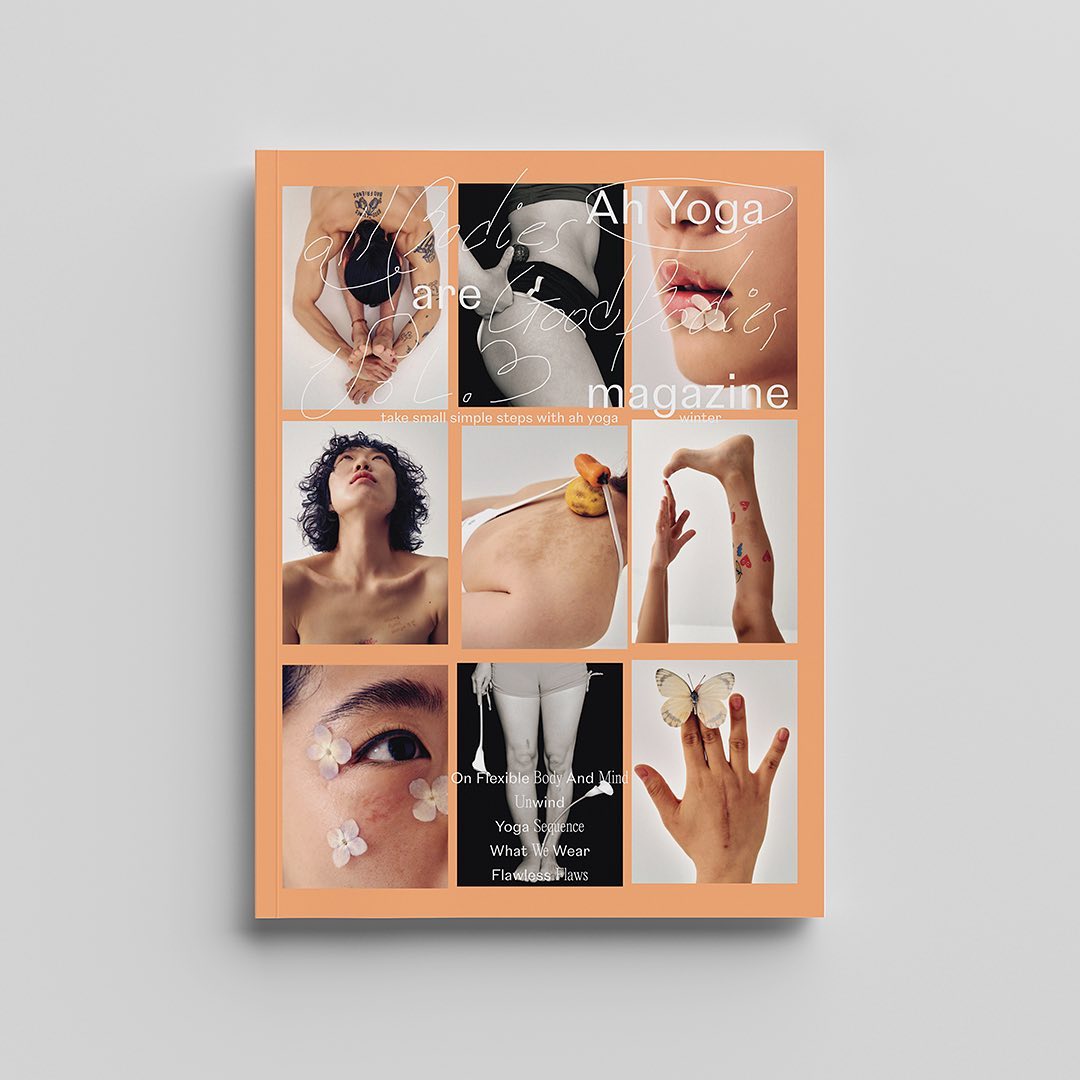 Ah Yoga
all Bodies
are Good Bodies
Vol. 3
magazine
take small simple steps with ah yoga
winter
On Flexible Body And Mind
Unwind
Yoga Sequence
What We Wear
Flawless Flaws